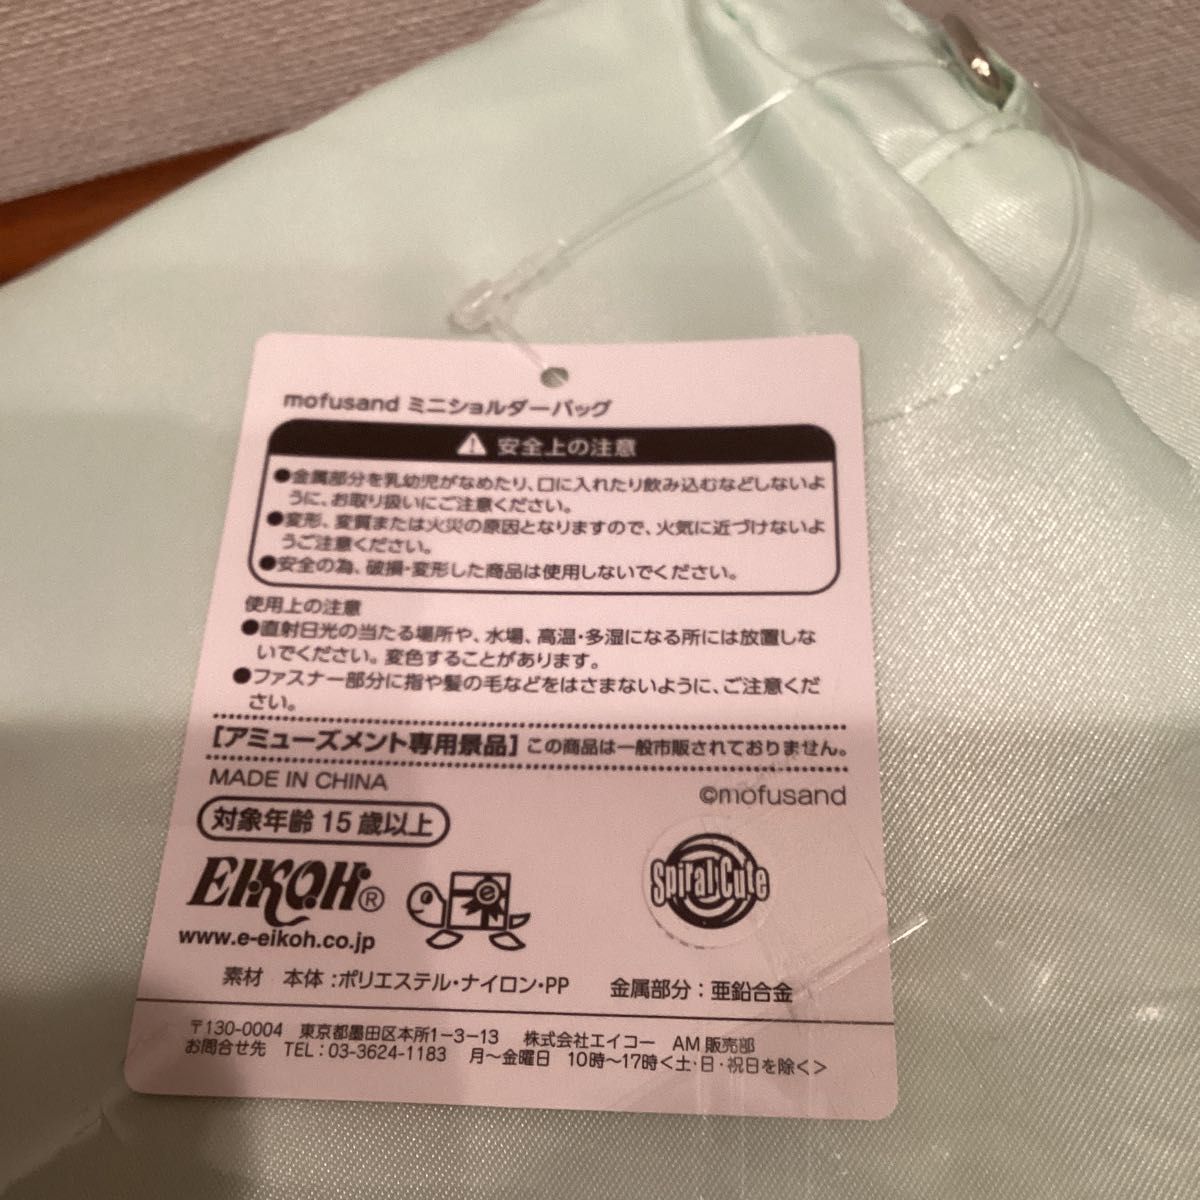 mofusand ミニショルダーバッグ
⚠ 安全上の注意
●金属部分を乳幼児がなめたり、口に入れたり飲み込むなどしないよ
うに、お取り扱いにご注意ください。
●変形、変質または火災の原因となりますので、火気に近づけないよ
うご注意ください。
●安全の為、破損・変形した商品は使用しないでください。
使用上の注意
●直射日光の当たる場所や、水場、高温・多湿になる所には放置しな
いでください。変色することがあります。
●ファスナー部分に指や髪の毛などをはさまないように、ご注意くだ
さい。
[アミューズメント専用景品] この商品は一般市販されておりません。
MADE IN CHINA
©mofusand
対象年齢 15 歳以上
EIKOH®
e
Spiral Cute
www.e-eikoh.co.jp
素材 本体：ポリエステル・ナイロン・PP 金属部分：亜鉛合金
〒130-0004 東京都墨田区本所1-3-13 株式会社エイコー AM 販売部
お問合せ先 TEL：03-3624-1183 月～金曜日 10時～17時＜土・日・祝日を除く＞